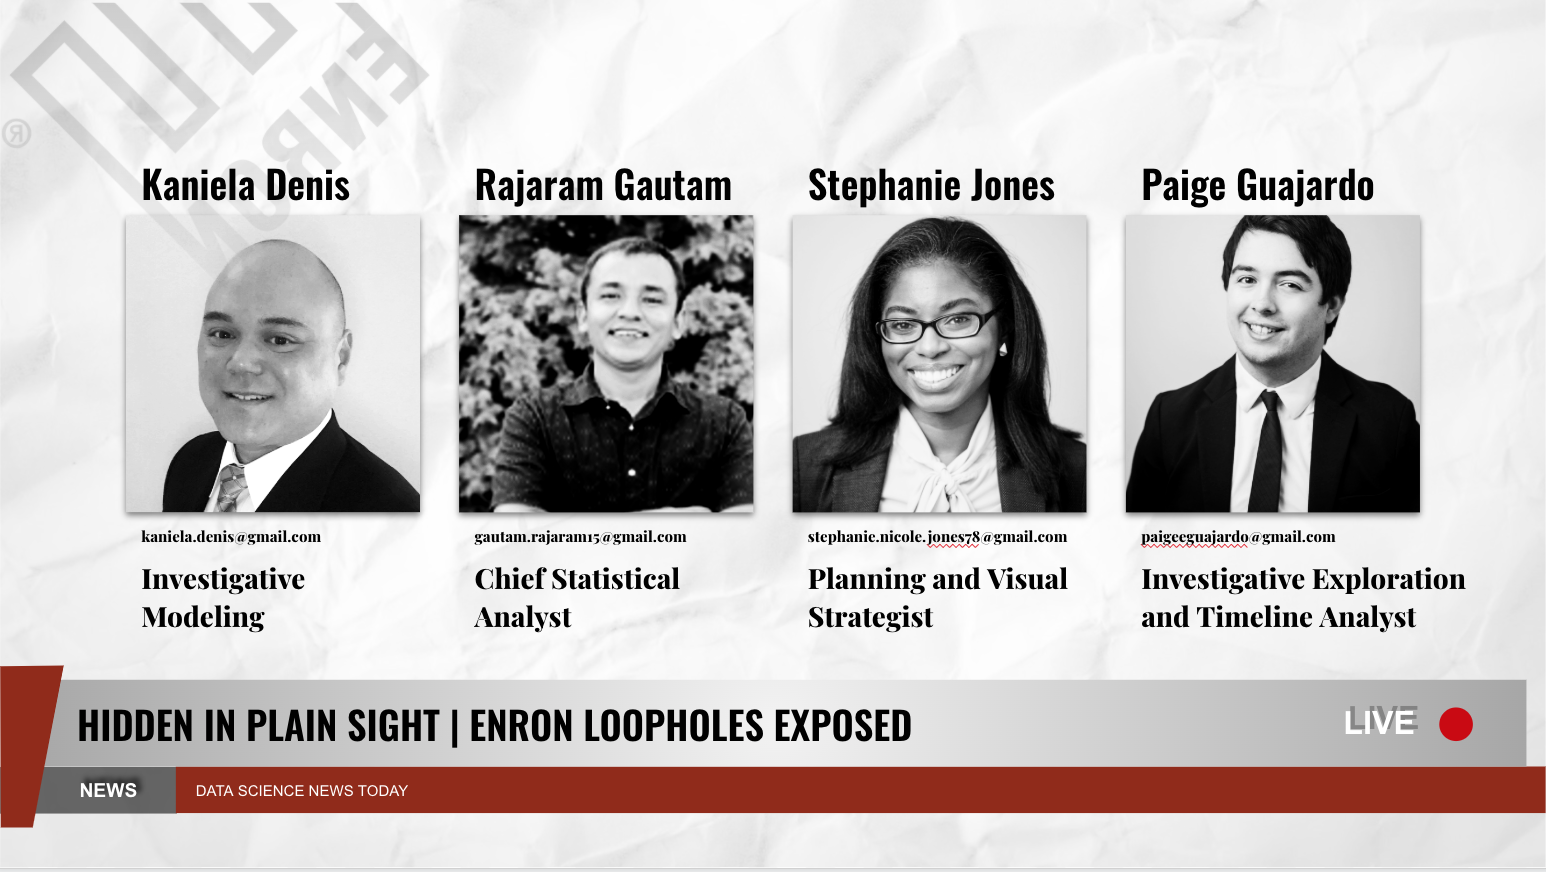 ENRON
®
Kaniela Denis
Rajaram Gautam
Stephanie Jones
Paige Guajardo
kaniela.denis@gmail.com
gautam.rajaram15@gmail.com
stephanie.nicole.jones78@gmail.com
paigeeguajardo@gmail.com
Investigative
Modeling
Chief Statistical
Analyst
Planning and Visual
Strategist
Investigative Exploration
and Timeline Analyst
HIDDEN IN PLAIN SIGHT | ENRON LOOPHOLES EXPOSED
LIVE
NEWS
DATA SCIENCE NEWS TODAY